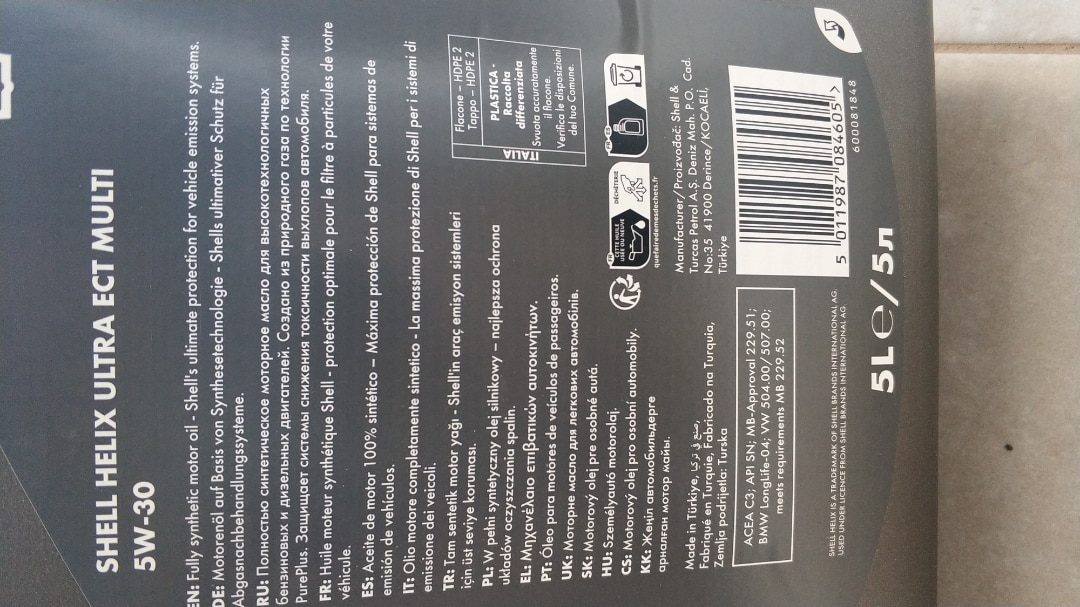 SHELL HELIX ULTRA ECT MULTI
5W-30
EN: Fully synthetic motor oil - Shell's ultimate protection for vehicle emission systems.
DE: Motorenöl auf Basis von Synthesetechnologie - Shells ultimativer Schutz für
Abgasnachbehandlungssysteme.
RU: Полностью синтетическое моторное масло для высокотехнологичных
бензиновых и дизельных двигателей. Создано из природного газа по технологии
PurePlus. Защищает системы снижения токсичности выхлопов автомобиля.
FR: Huile moteur synthétique Shell - protection optimale pour le filtre à particules de votre
véhicule.
ES: Aceite de motor 100% sintético – Máxima protección de Shell para sistemas de
emisión de vehículos.
IT: Olio motore completamente sintetico - La massima protezione di Shell per i sistemi di
emissione dei veicoli.
TR: Tam sentetik motor yağı - Shell'in araç emisyon sistemleri
için üst seviye koruması.
PL: W pełni syntetyczny olej silnikowy – najlepsza ochrona
układów oczyszczania spalin.
EL: Μηχανέλαιο επιβατικών αυτοκινήτων.
PT: Óleo para motores de veículos de passageiros.
UK: Моторне масло для легкових автомобілів.
SK: Motorový olej pre osobné autá.
HU: Személyautó motorolaj.
CS: Motorový olej pro osobní automobily.
KK: Жеңіл автомобильдерге
арналған мотор майы.
ITALIA
Flacone – HDPE 2
Tappo – HDPE 2
PLASTICA -
Raccolta
differenziata
Svuota accuratamente
il flacone.
Verifica le disposizioni
del tuo Comune.
FR
CETTE HUILE
USÉE OU NEUVE
DÉCHÈTERIE
quefairedemesdechets.fr
Made in Türkiye, صنع في تركيا,
Fabriqué en Turquie, Fabricado na Turquia,
Zemlja podrijetla: Turska
Manufacturer/Proizvođač: Shell &
Turcas Petrol A.Ş. Deniz Mah. P.O. Cad.
No:35 41900 Derince/KOCAELİ,
Türkiye
ACEA C3; API SN; MB-Approval 229.51;
BMW LongLife-04; VW 504.00/507.00;
meets requirements MB 229.52
5 011987 084605 >
600081848
SHELL HELIX IS A TRADEMARK OF SHELL BRANDS INTERNATIONAL AG.
USED UNDER LICENCE FROM SHELL BRANDS INTERNATIONAL AG
5L e/5л